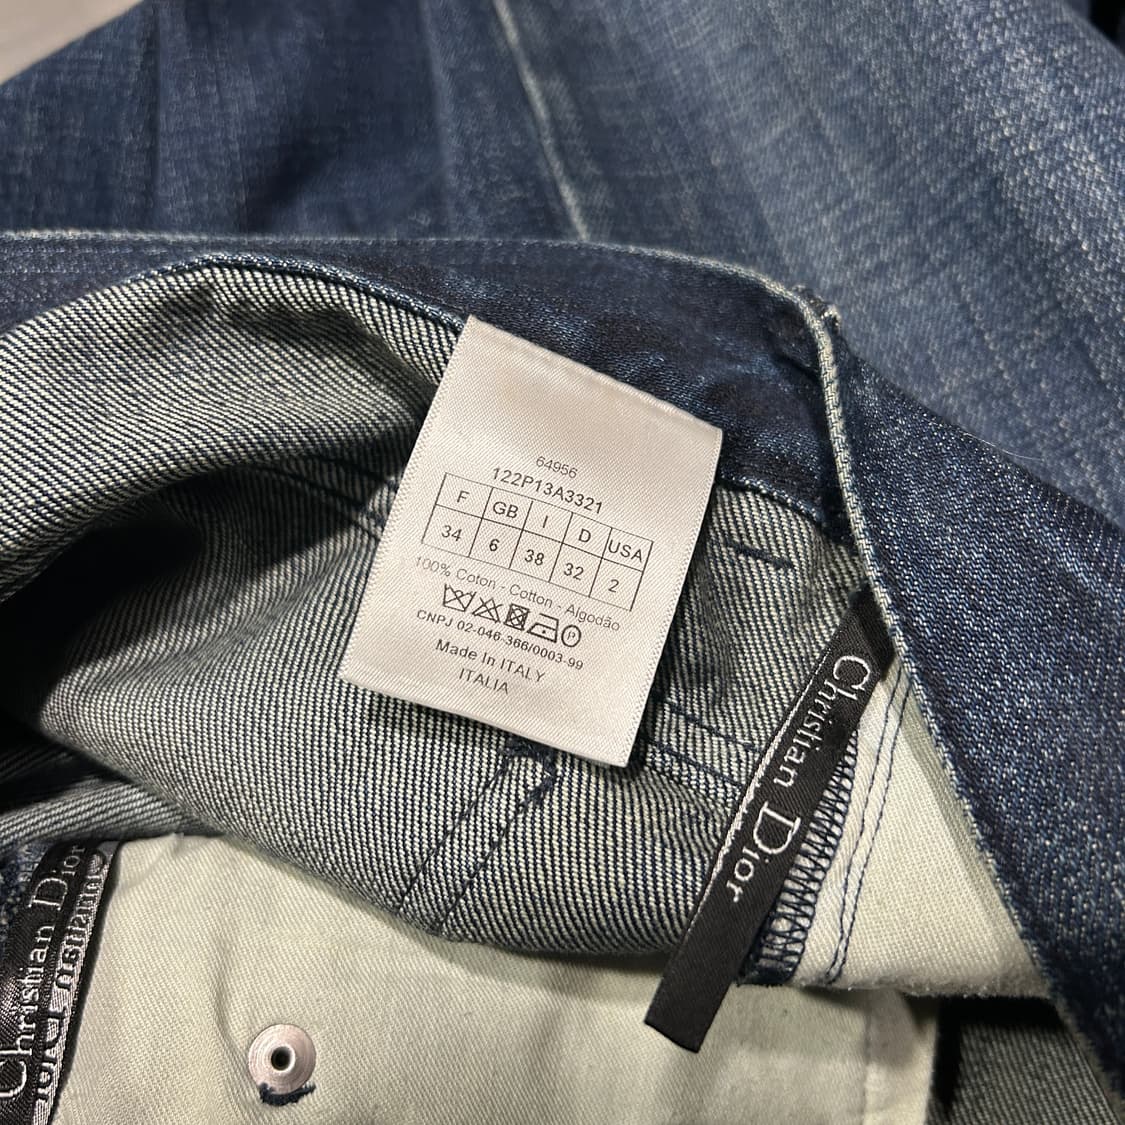 64956
122P13A3321
F GB I D USA
34 6 38 32 2
100% Coton - Cotton - Algodão
CNPJ 02-046-366/0003-99
Made In ITALY
ITALIA
Christian Dior
Christian Dior